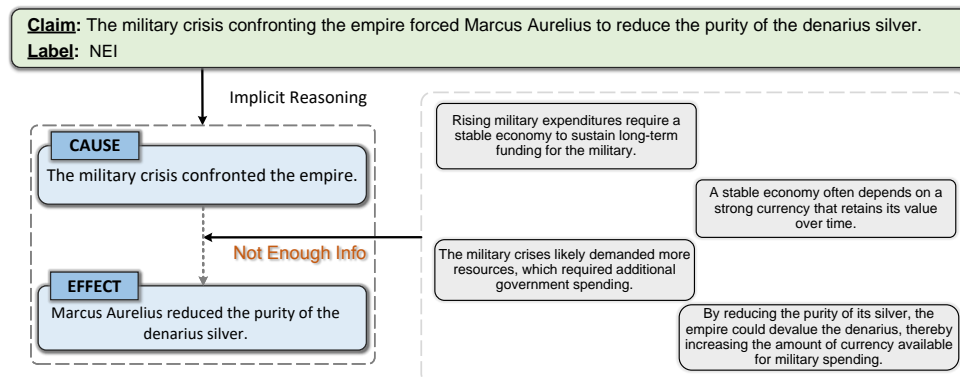 Claim: The military crisis confronting the empire forced Marcus Aurelius to reduce the purity of the denarius silver.
Label: NEI
Implicit Reasoning
CAUSE
The military crisis confronted the empire.
Not Enough Info
EFFECT
Marcus Aurelius reduced the purity of the
denarius silver.
Rising military expenditures require a
stable economy to sustain long-term
funding for the military.
A stable economy often depends on a
strong currency that retains its value
over time.
The military crises likely demanded more
resources, which required additional
government spending.
By reducing the purity of its silver, the
empire could devalue the denarius, thereby
increasing the amount of currency available
for military spending.